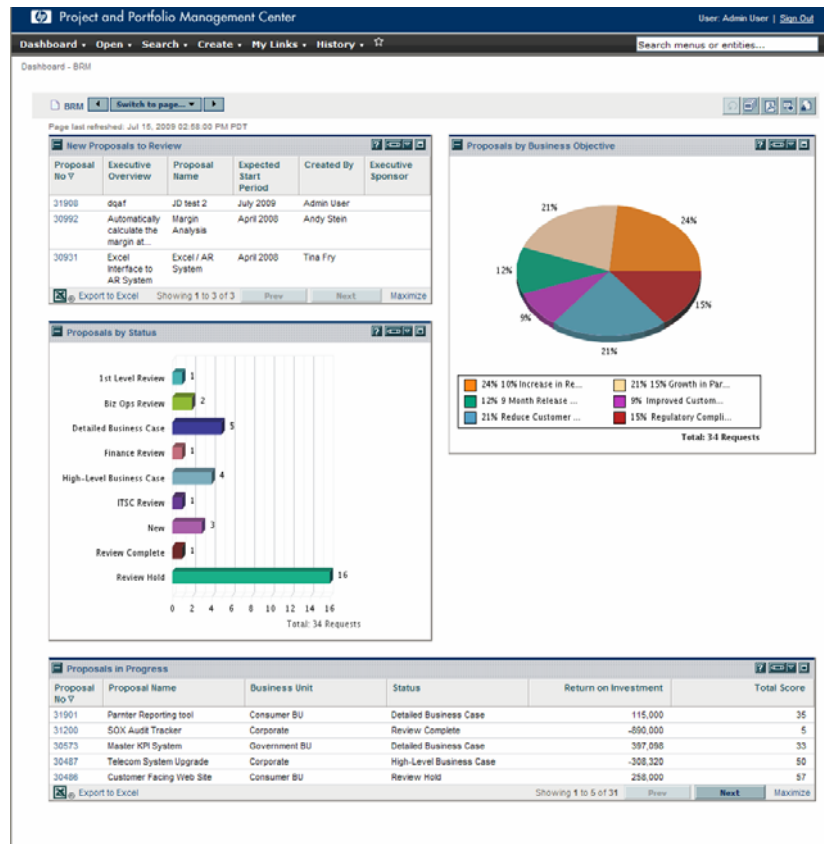 hp Project and Portfolio Management Center
User: Admin User | Sign Out
Dashboard Open Search Create My Links History
Search menus or entities...
Dashboard - BRM
BRM Switch to page...
Page last refreshed: Jul 15, 2009 02:58:00 PM PDT
New Proposals to Review
Proposal No Executive Overview Proposal Name Expected Start Period Created By Executive Sponsor
31908 dqaf JD test 2 July 2009 Admin User
30992 Automatically calculate the margin at... Margin Analysis April 2008 Andy Stein
30931 Excel Interface to AR System Excel / AR System April 2008 Tina Fry
Export to Excel Showing 1 to 3 of 3 Prev Next Maximize
Proposals by Business Objective
21%
24%
12%
15%
9%
21%
24% 10% Increase in Re...
21% 15% Growth in Par...
12% 9 Month Release ...
9% Improved Custom...
21% Reduce Customer ...
15% Regulatory Compli...
Total: 34 Requests
Proposals by Status
1st Level Review 1
Biz Ops Review 2
Detailed Business Case 5
Finance Review 1
High-Level Business Case 4
ITSC Review 1
New 3
Review Complete 1
Review Hold 16
0 2 4 6 8 10 12 14 16
Total: 34 Requests
Proposals in Progress
Proposal No Proposal Name Business Unit Status Return on Investment Total Score
31901 Parnter Reporting tool Consumer BU Detailed Business Case 115,000 35
31200 SOX Audit Tracker Corporate Review Complete -890,000 5
30573 Master KPI System Government BU Detailed Business Case 397,098 33
30487 Telecom System Upgrade Corporate High-Level Business Case -308,320 50
30486 Customer Facing Web Site Consumer BU Review Hold 258,000 57
Export to Excel Showing 1 to 5 of 31 Prev Next Maximize